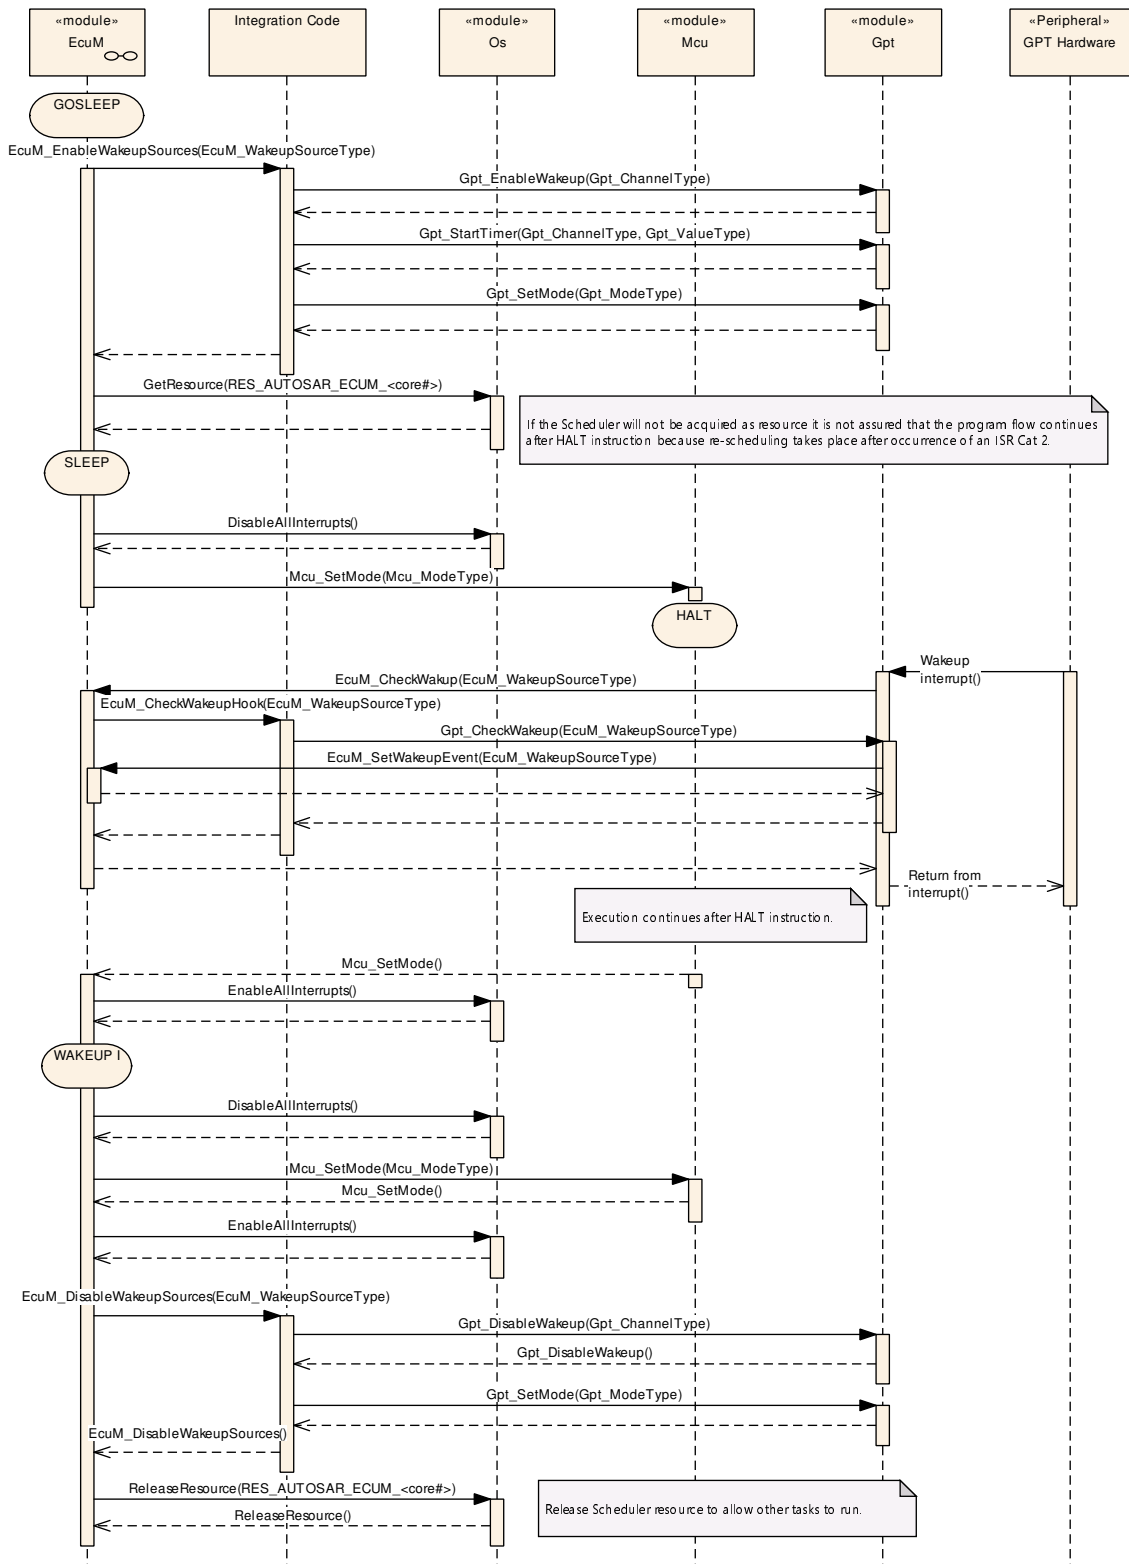 «module»
EcuM
Integration Code
«module»
Os
«module»
Mcu
«module»
Gpt
«Peripheral»
GPT Hardware
GOSLEEP
EcuM_EnableWakeupSources(EcuM_WakeupSourceType)
Gpt_EnableWakeup(Gpt_ChannelType)
Gpt_StartTimer(Gpt_ChannelType, Gpt_ValueType)
Gpt_SetMode(Gpt_ModeType)
GetResource(RES_AUTOSAR_ECUM_<core#>)
If the Scheduler will not be acquired as resource it is not assured that the program flow continues
after HALT instruction because re-scheduling takes place after occurrence of an ISR Cat 2.
SLEEP
DisableAllInterrupts()
Mcu_SetMode(Mcu_ModeType)
HALT
Wakeup
interrupt()
EcuM_CheckWakup(EcuM_WakeupSourceType)
EcuM_CheckWakeupHook(EcuM_WakeupSourceType)
Gpt_CheckWakup(EcuM_WakeupSourceType)
EcuM_SetWakeupEvent(EcuM_WakeupSourceType)
Return from
interrupt()
Execution continues after HALT instruction.
Mcu_SetMode()
EnableAllInterrupts()
WAKEUP I
DisableAllInterrupts()
Mcu_SetMode(Mcu_ModeType)
Mcu_SetMode()
EnableAllInterrupts()
EcuM_DisableWakeupSources(EcuM_WakeupSourceType)
Gpt_DisableWakeup(Gpt_ChannelType)
Gpt_DisableWakeup()
Gpt_SetMode(Gpt_ModeType)
EcuM_DisableWakeupSources()
ReleaseResource(RES_AUTOSAR_ECUM_<core#>)
Release Scheduler resource to allow other tasks to run.
ReleaseResource()